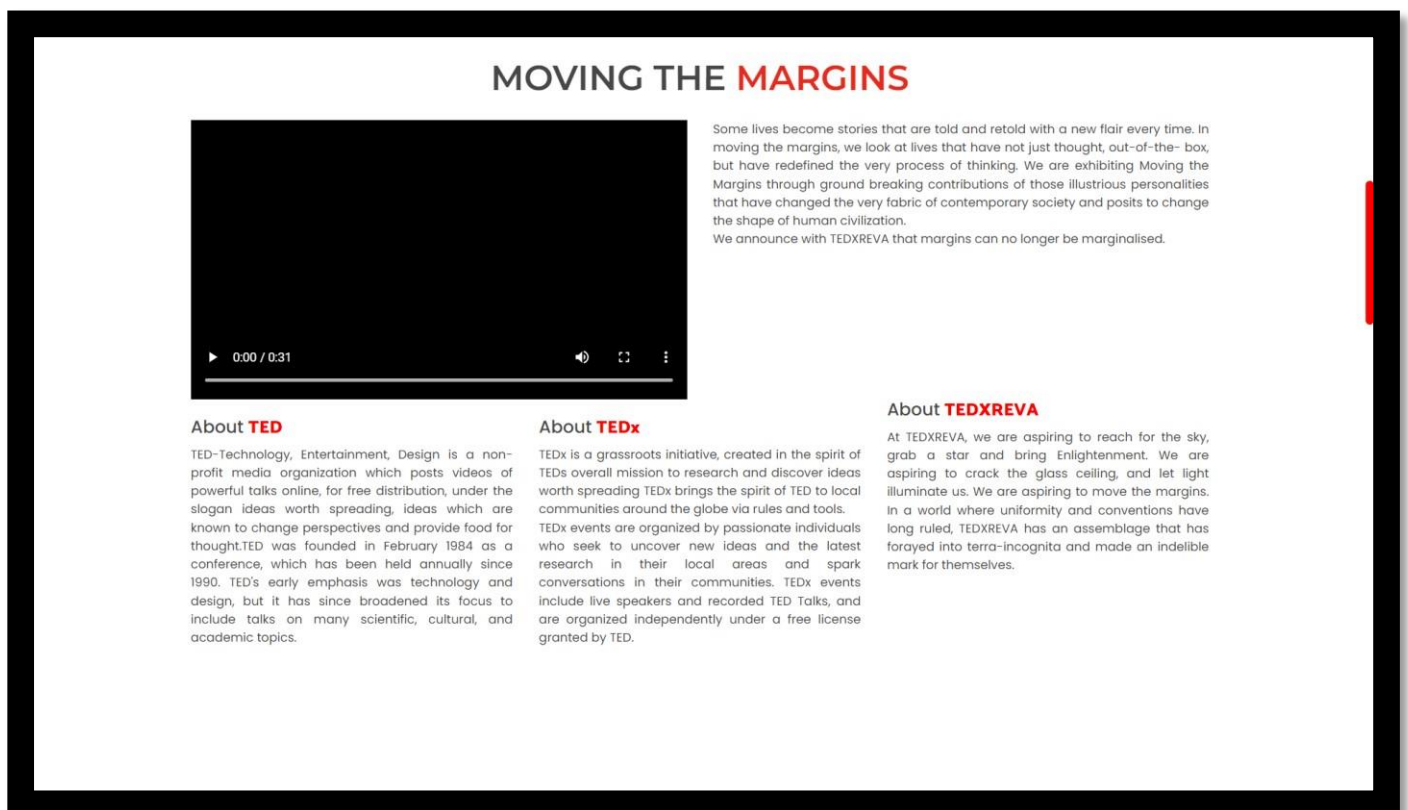 MOVING THE MARGINS
Some lives become stories that are told and retold with a new flair every time. In
moving the margins, we look at lives that have not just thought, out-of-the- box,
but have redefined the very process of thinking. We are exhibiting Moving the
Margins through ground breaking contributions of those illustrious personalities
that have changed the very fabric of contemporary society and posits to change
the shape of human civilization.
We announce with TEDXREVA that margins can no longer be marginalised.
0:00 / 0:31
About TED
TED-Technology, Entertainment, Design is a non-
profit media organization which posts videos of
powerful talks online, for free distribution, under the
slogan ideas worth spreading, ideas which are
known to change perspectives and provide food for
thought.TED was founded in February 1984 as a
conference, which has been held annually since
1990. TED's early emphasis was technology and
design, but it has since broadened its focus to
include talks on many scientific, cultural, and
academic topics.
About TEDx
TEDx is a grassroots initiative, created in the spirit of
TEDs overall mission to research and discover ideas
worth spreading TEDx brings the spirit of TED to local
communities around the globe via rules and tools.
TEDx events are organized by passionate individuals
who seek to uncover new ideas and the latest
research in their local areas and spark
conversations in their communities. TEDx events
include live speakers and recorded TED Talks, and
are organized independently under a free license
granted by TED.
About TEDXREVA
At TEDXREVA, we are aspiring to reach for the sky,
grab a star and bring Enlightenment. We are
aspiring to crack the glass ceiling, and let light
illuminate us. We are aspiring to move the margins.
In a world where uniformity and conventions have
long ruled, TEDXREVA has an assemblage that has
forayed into terra-incognita and made an indelible
mark for themselves.